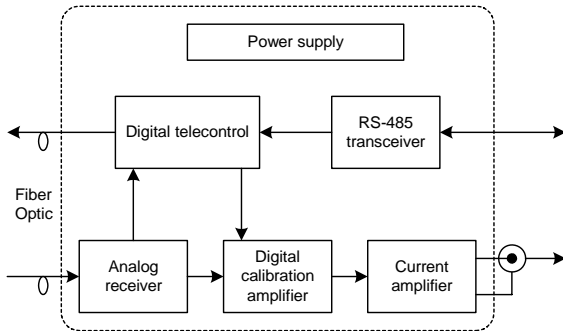 Power supply
Digital telecontrol
RS-485
transceiver
Fiber
Optic
Analog
receiver
Digital
calibration
amplifier
Current
amplifier